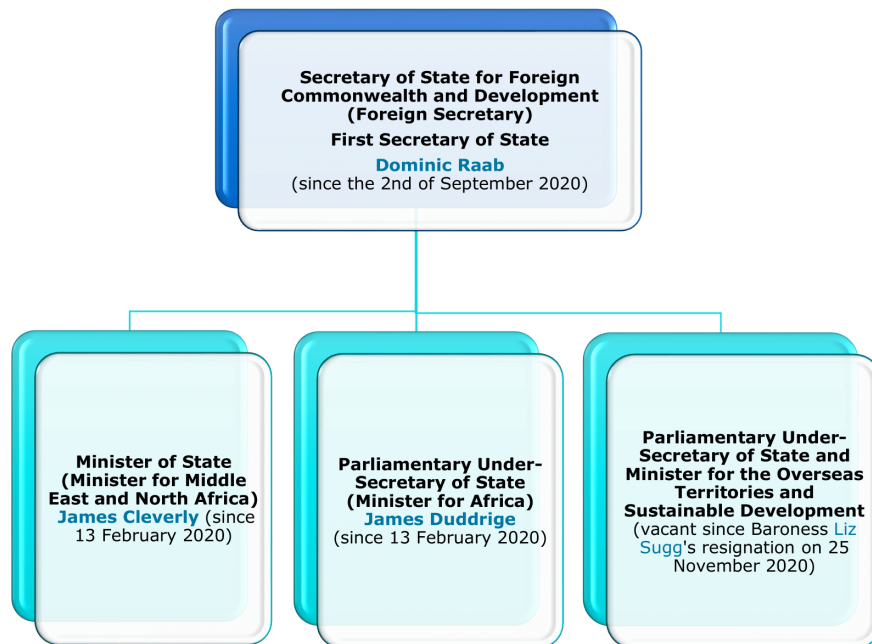 Secretary of State for Foreign
Commonwealth and Development
(Foreign Secretary)
First Secretary of State
Dominic Raab
(since the 2nd of September 2020)
Minister of State
(Minister for Middle
East and North Africa)
James Cleverly (since
13 February 2020)
Parliamentary Under-
Secretary of State
(Minister for Africa)
James Duddrige
(since 13 February 2020)
Parliamentary Under-
Secretary of State and
Minister for the Overseas
Territories and
Sustainable Development
(vacant since Baroness Liz
Sugg's resignation on 25
November 2020)